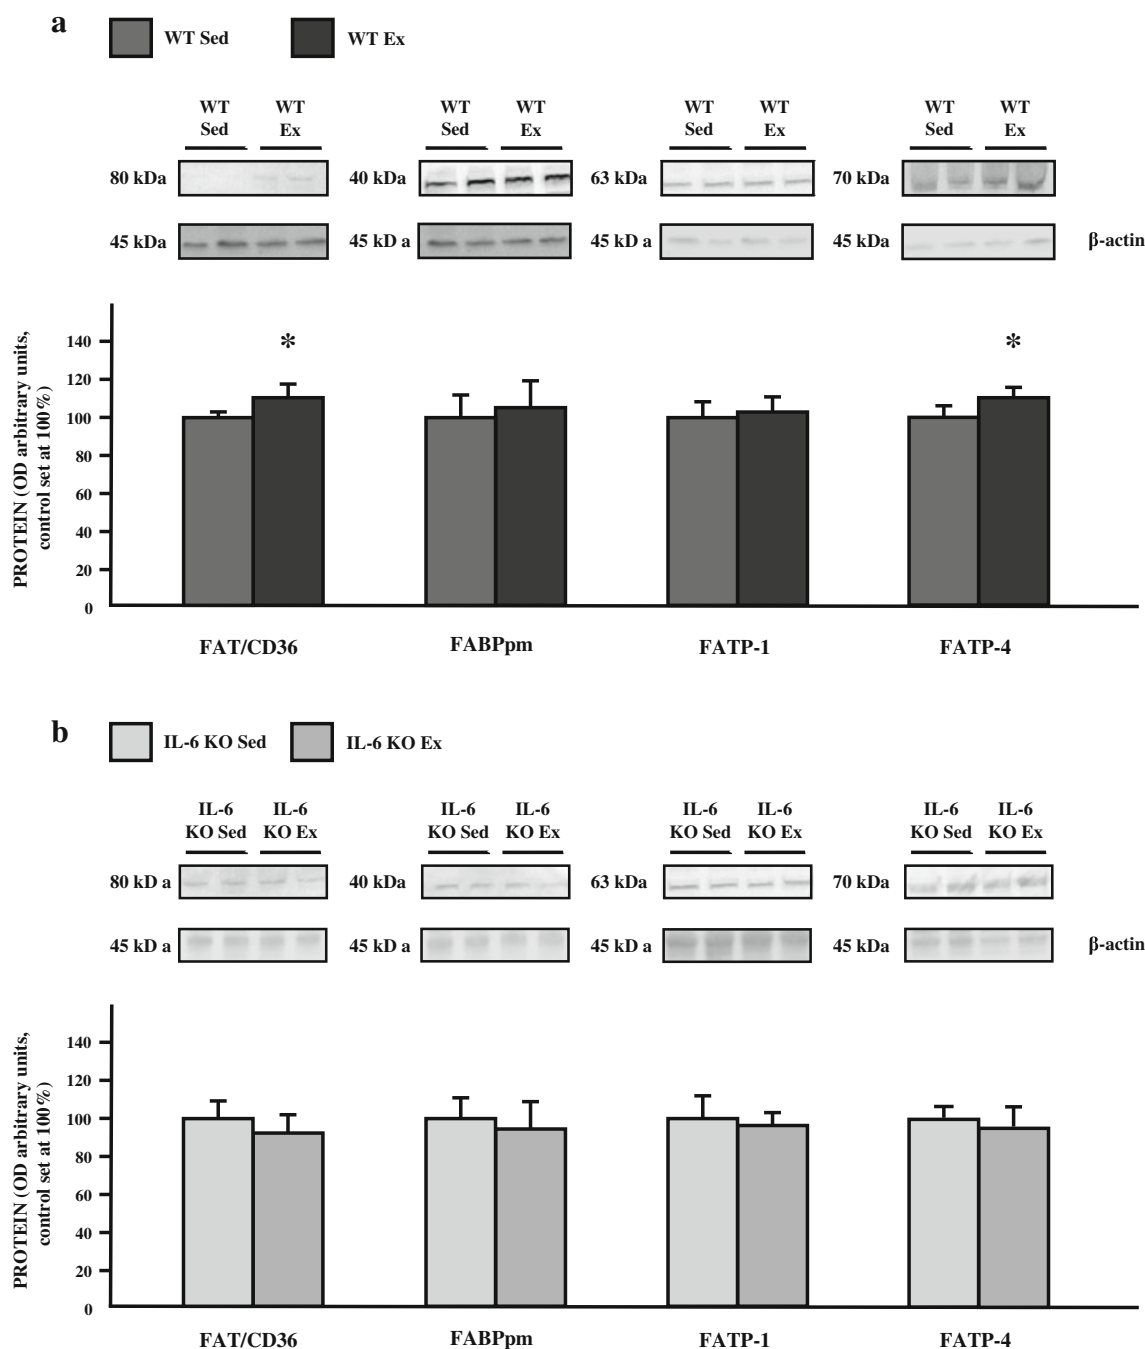 a
WT Sed
WT Ex
WT Sed
WT Ex
WT Sed
WT Ex
WT Sed
WT Ex
WT Sed
WT Ex
80 kDa
40 kDa
63 kDa
70 kDa
45 kDa
45 kD a
45 kD a
45 kDa
β-actin
PROTEIN (OD arbitrary units,
control set at 100%)
140
120
100
80
60
40
20
0
*
*
FAT/CD36
FABPpm
FATP-1
FATP-4
b
IL-6 KO Sed
IL-6 KO Ex
IL-6 KO Sed
IL-6 KO Ex
IL-6 KO Sed
IL-6 KO Ex
IL-6 KO Sed
IL-6 KO Ex
IL-6 KO Sed
IL-6 KO Ex
80 kD a
40 kDa
63 kDa
70 kDa
45 kD a
45 kD a
45 kD a
45 kDa
β-actin
PROTEIN (OD arbitrary units,
control set at 100%)
140
120
100
80
60
40
20
0
FAT/CD36
FABPpm
FATP-1
FATP-4